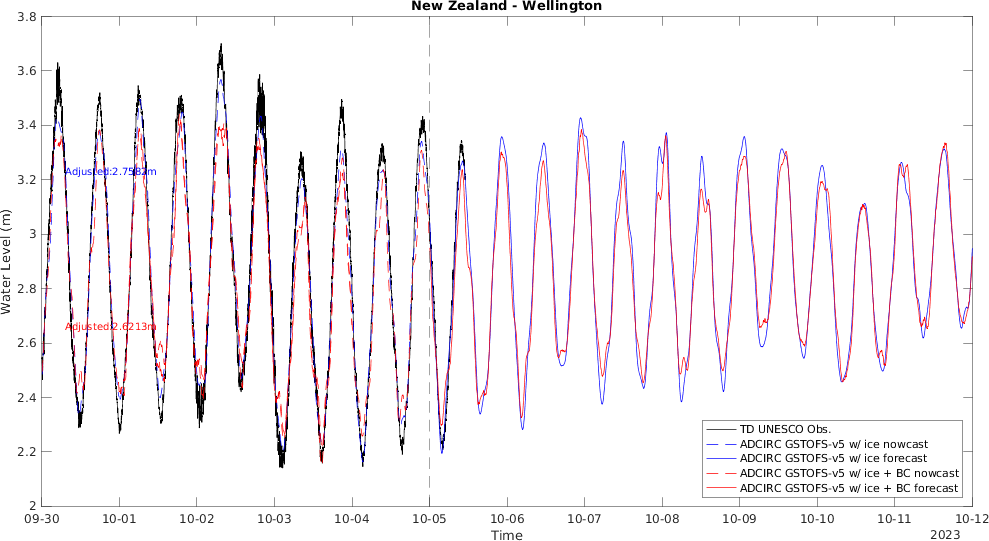 New Zealand - Wellington
3.8
3.6
3.4
3.2
3
2.8
2.6
2.4
2.2
2
Water Level (m)
Adjusted:2.7582m
Adjusted:2.6213m
TD UNESCO Obs.
ADCIRC GSTOFS-v5 w/ ice nowcast
ADCIRC GSTOFS-v5 w/ ice forecast
ADCIRC GSTOFS-v5 w/ ice + BC nowcast
ADCIRC GSTOFS-v5 w/ ice + BC forecast
09-30 10-01 10-02 10-03 10-04 10-05 10-06 10-07 10-08 10-09 10-10 10-11 10-12
Time
2023